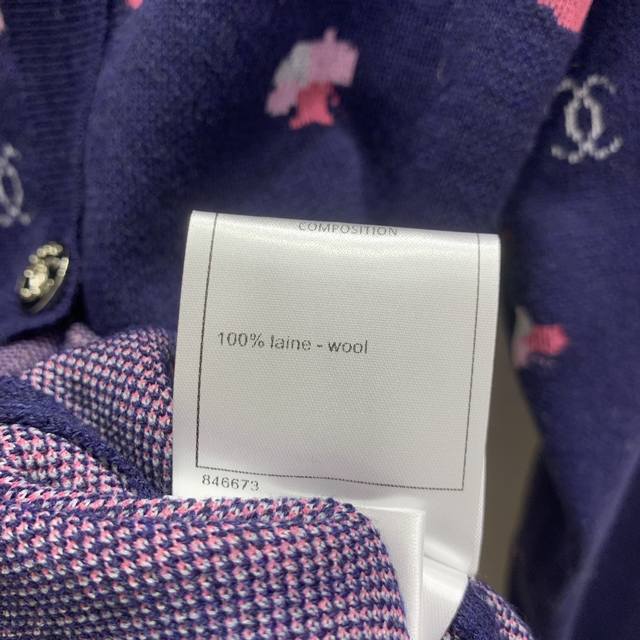 COMPOSITION
100% laine - wool
846673